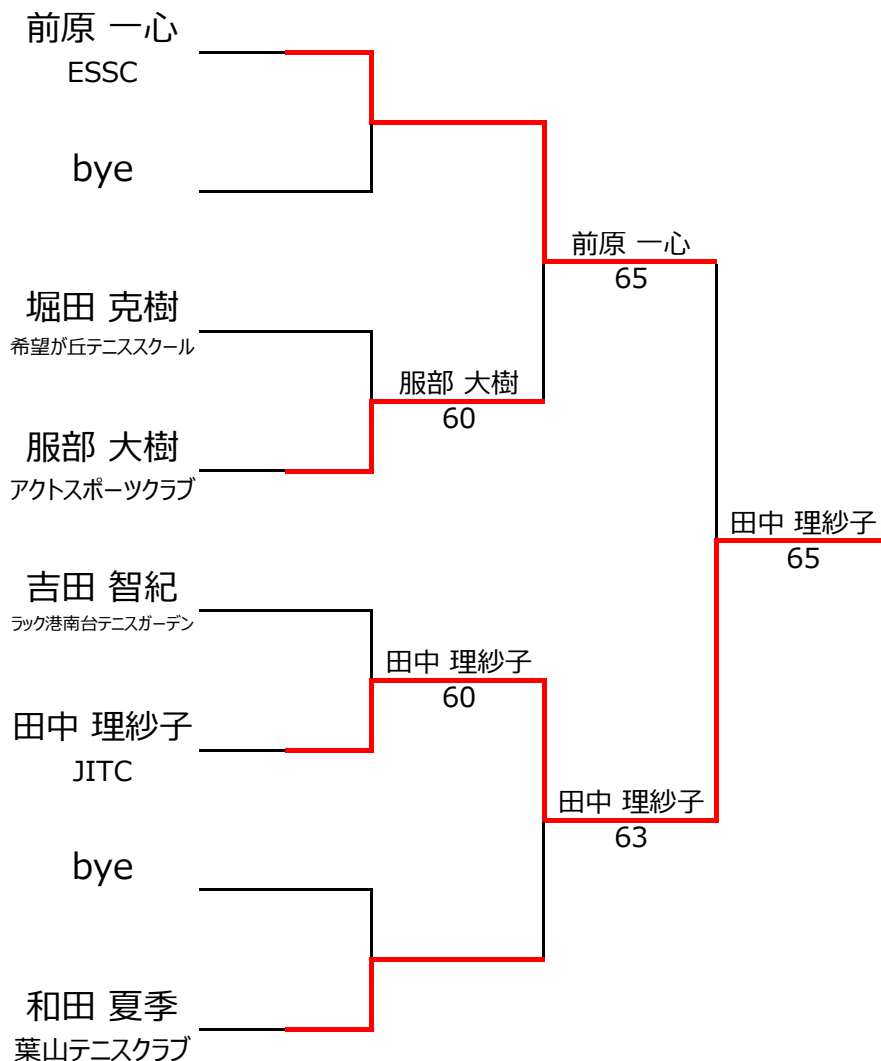 前原 一心
ESSC
bye
堀田 克樹
希望が丘テニススクール
服部 大樹
アクトスポーツクラブ
吉田 智紀
ラック港南台テニスガーデン
田中 理紗子
JITC
bye
和田 夏季
葉山テニスクラブ
服部 大樹
60
田中 理紗子
60
前原 一心
65
田中 理紗子
63
田中 理紗子
65